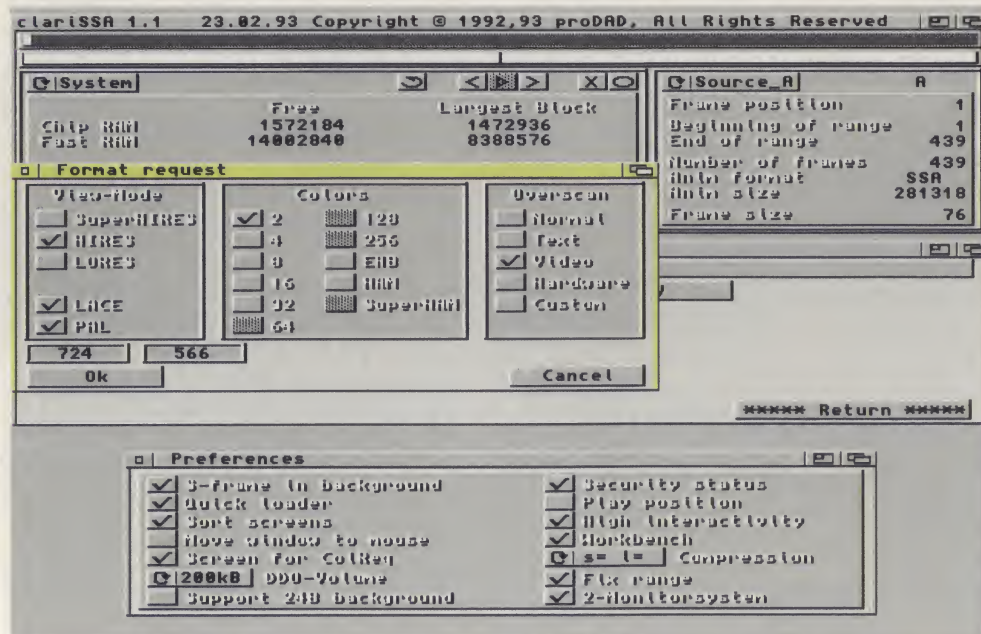 clariSSA 1.1 23.02.93 Copyright © 1992,93 proDAD, All Rights Reserved
System
Free Largest Block
Chip RAM 1572184 1472936
Fast RAM 14002840 8388576
Source_A A
Frame position 1
Beginning of range 1
End of range 439
Number of frames 439
Anim format SSA
Anim size 281318
Frame size 76
Format request
View-Mode
SuperHIRES
HIRES
LORES
LACE
PAL
Colors
2 128
4 256
8 EHB
16 HAM
32 SuperHAM
64
Overscan
Normal
Text
Video
Hardware
Custom
724 566
Ok Cancel
***** Return *****
Preferences
S-frame in background
Quick loader
Sort screens
Move window to mouse
Screen for ColReq
200kB DDO-Volume
Support 24B background
Security status
Play position
High interactivity
Workbench
s= l= Compression
Fix range
2-Monitorsystem